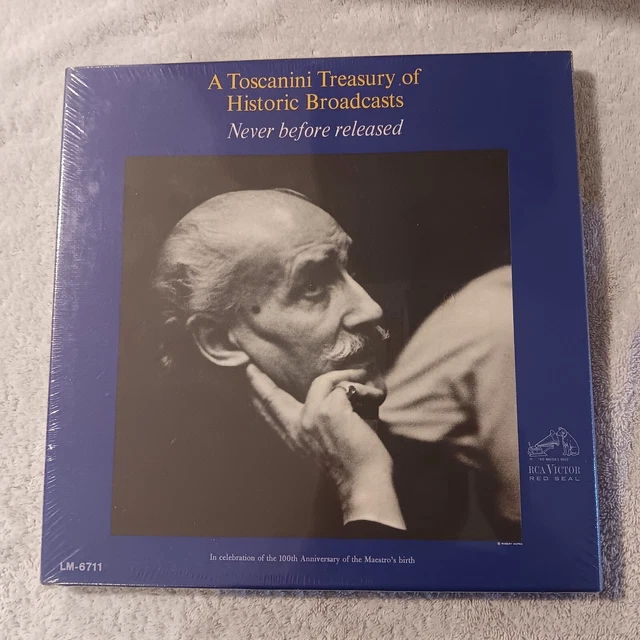 A Toscanini Treasury of
Historic Broadcasts
Never before released
RCA VICTOR
RED SEAL
In celebration of the 100th Anniversary of the Maestro's birth
LM-6711